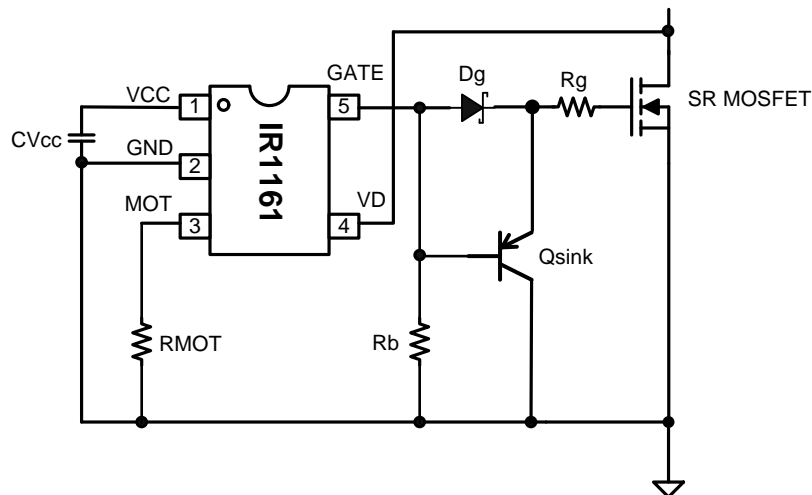 VCC
1
GATE
5
Dg
Rg
SR MOSFET
CVcc
GND
2
IR1161
MOT
3
VD
4
Qsink
RMOT
Rb